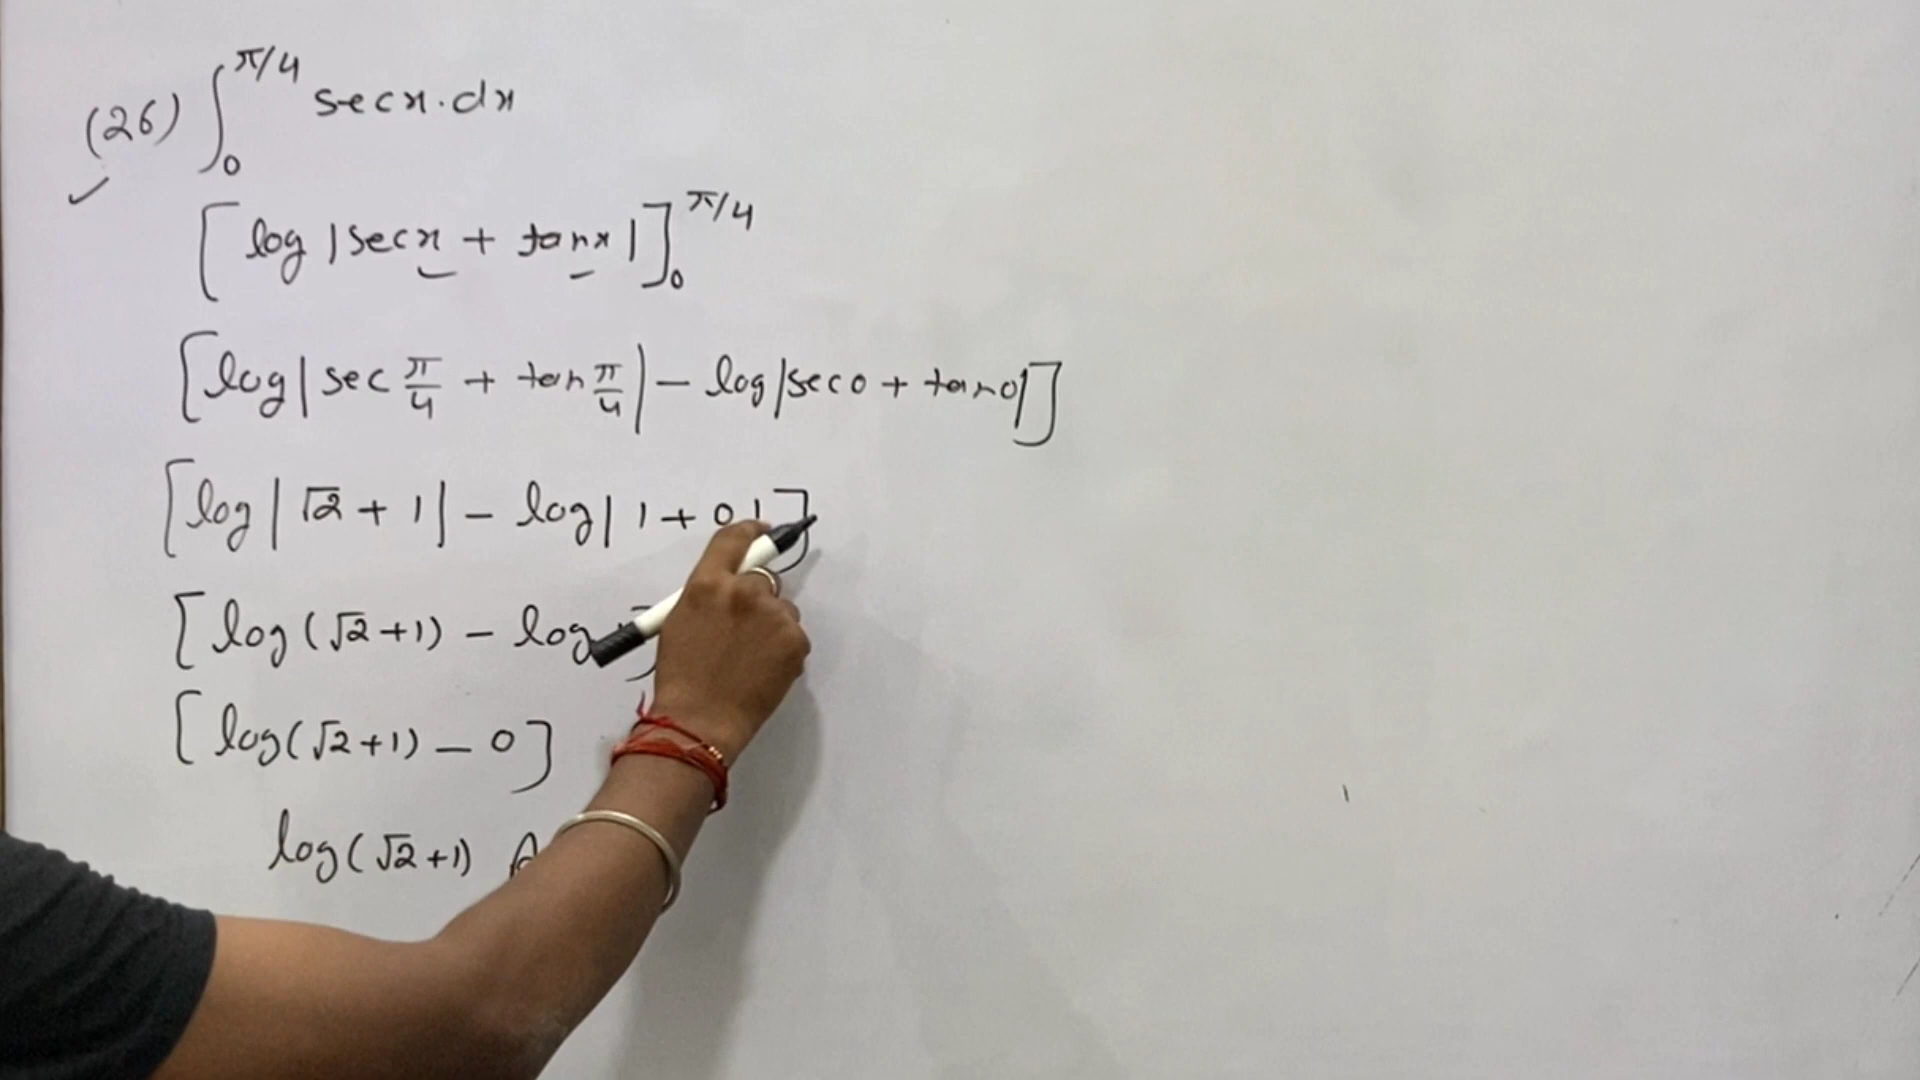 (26) ∫₀^π/4 secx.dx
[log |secx + tanx|]₀^π/4
[log| sec π/4 + tan π/4 | - log|sec0 + tan0|]
[log| √2 + 1 | - log| 1 + 0 |]
[log(√2+1) - log
[log(√2+1) - 0]
log(√2+1)